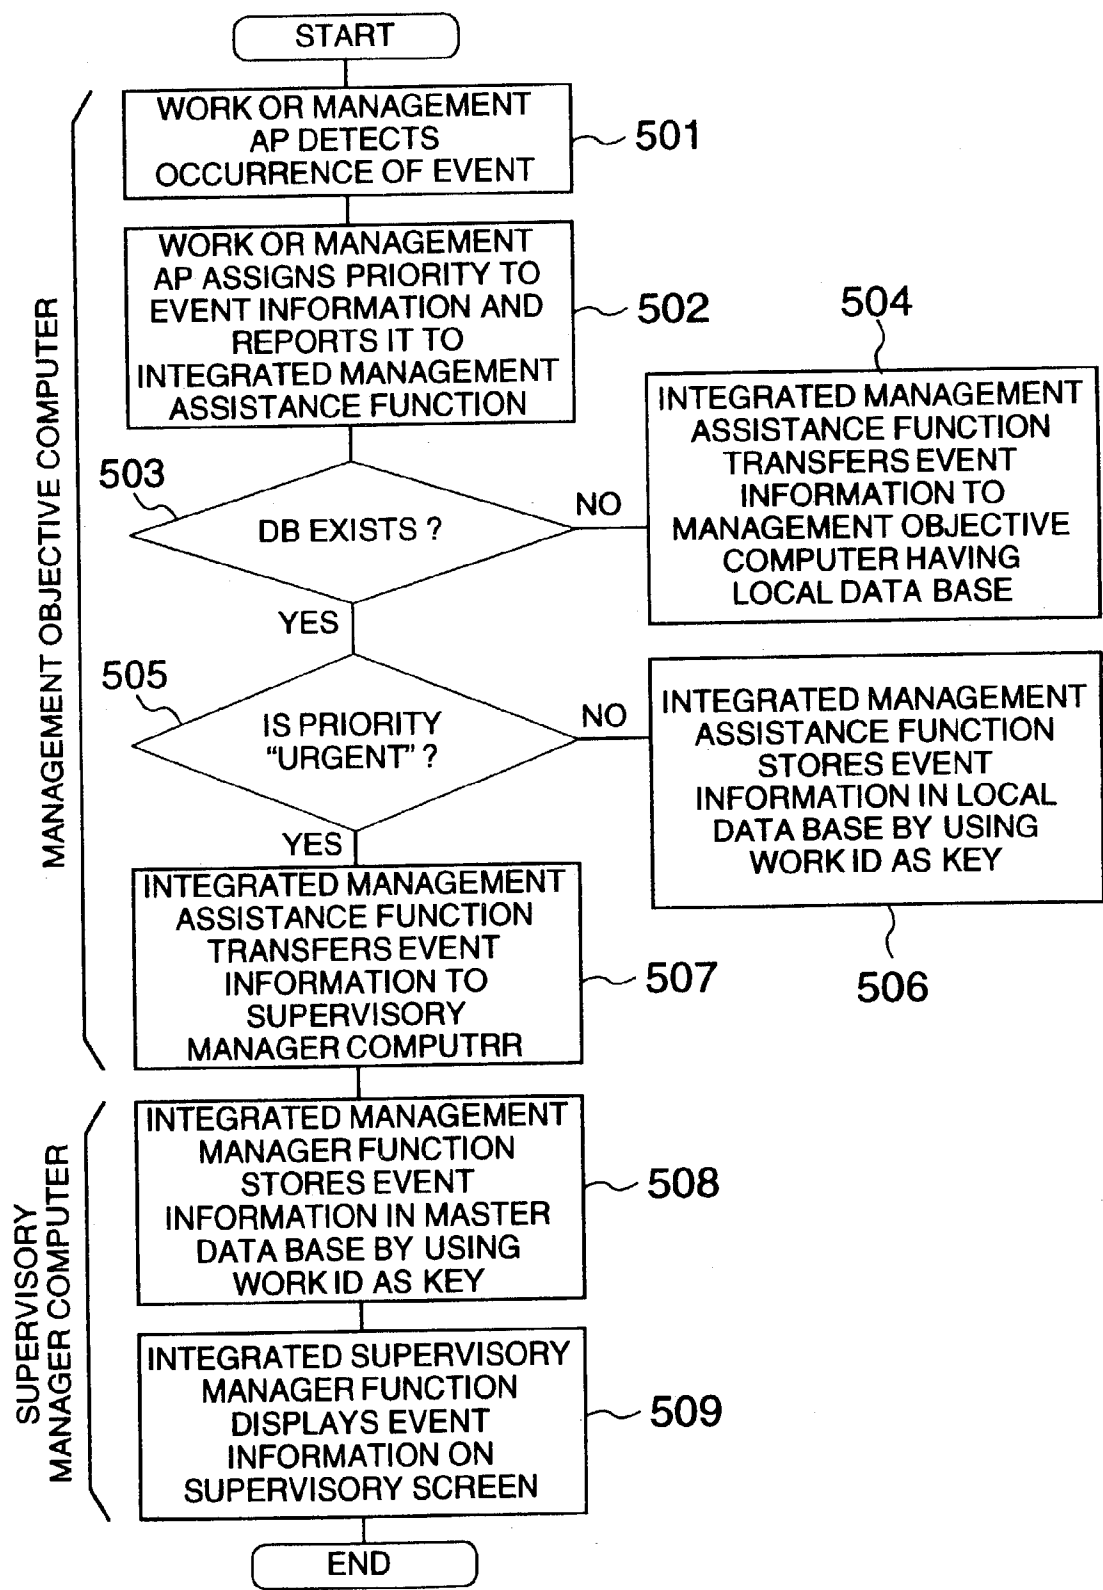 START
WORK OR MANAGEMENT
AP DETECTS
OCCURRENCE OF EVENT
501
WORK OR MANAGEMENT
AP ASSIGNS PRIORITY TO
EVENT INFORMATION AND
REPORTS IT TO
INTEGRATED MANAGEMENT
ASSISTANCE FUNCTION
502
503
DB EXISTS ?
NO
YES
504
INTEGRATED MANAGEMENT
ASSISTANCE FUNCTION
TRANSFERS EVENT
INFORMATION TO
MANAGEMENT OBJECTIVE
COMPUTER HAVING
LOCAL DATA BASE
505
IS PRIORITY
“URGENT” ?
NO
YES
INTEGRATED MANAGEMENT
ASSISTANCE FUNCTION
STORES EVENT
INFORMATION IN LOCAL
DATA BASE BY USING
WORK ID AS KEY
506
INTEGRATED MANAGEMENT
ASSISTANCE FUNCTION
TRANSFERS EVENT
INFORMATION TO
SUPERVISORY
MANAGER COMPUTRR
507
MANAGEMENT OBJECTIVE COMPUTER
INTEGRATED MANAGEMENT
MANAGER FUNCTION
STORES EVENT
INFORMATION IN MASTER
DATA BASE BY USING
WORK ID AS KEY
508
INTEGRATED SUPERVISORY
MANAGER FUNCTION
DISPLAYS EVENT
INFORMATION ON
SUPERVISORY SCREEN
509
SUPERVISORY
MANAGER COMPUTER
END